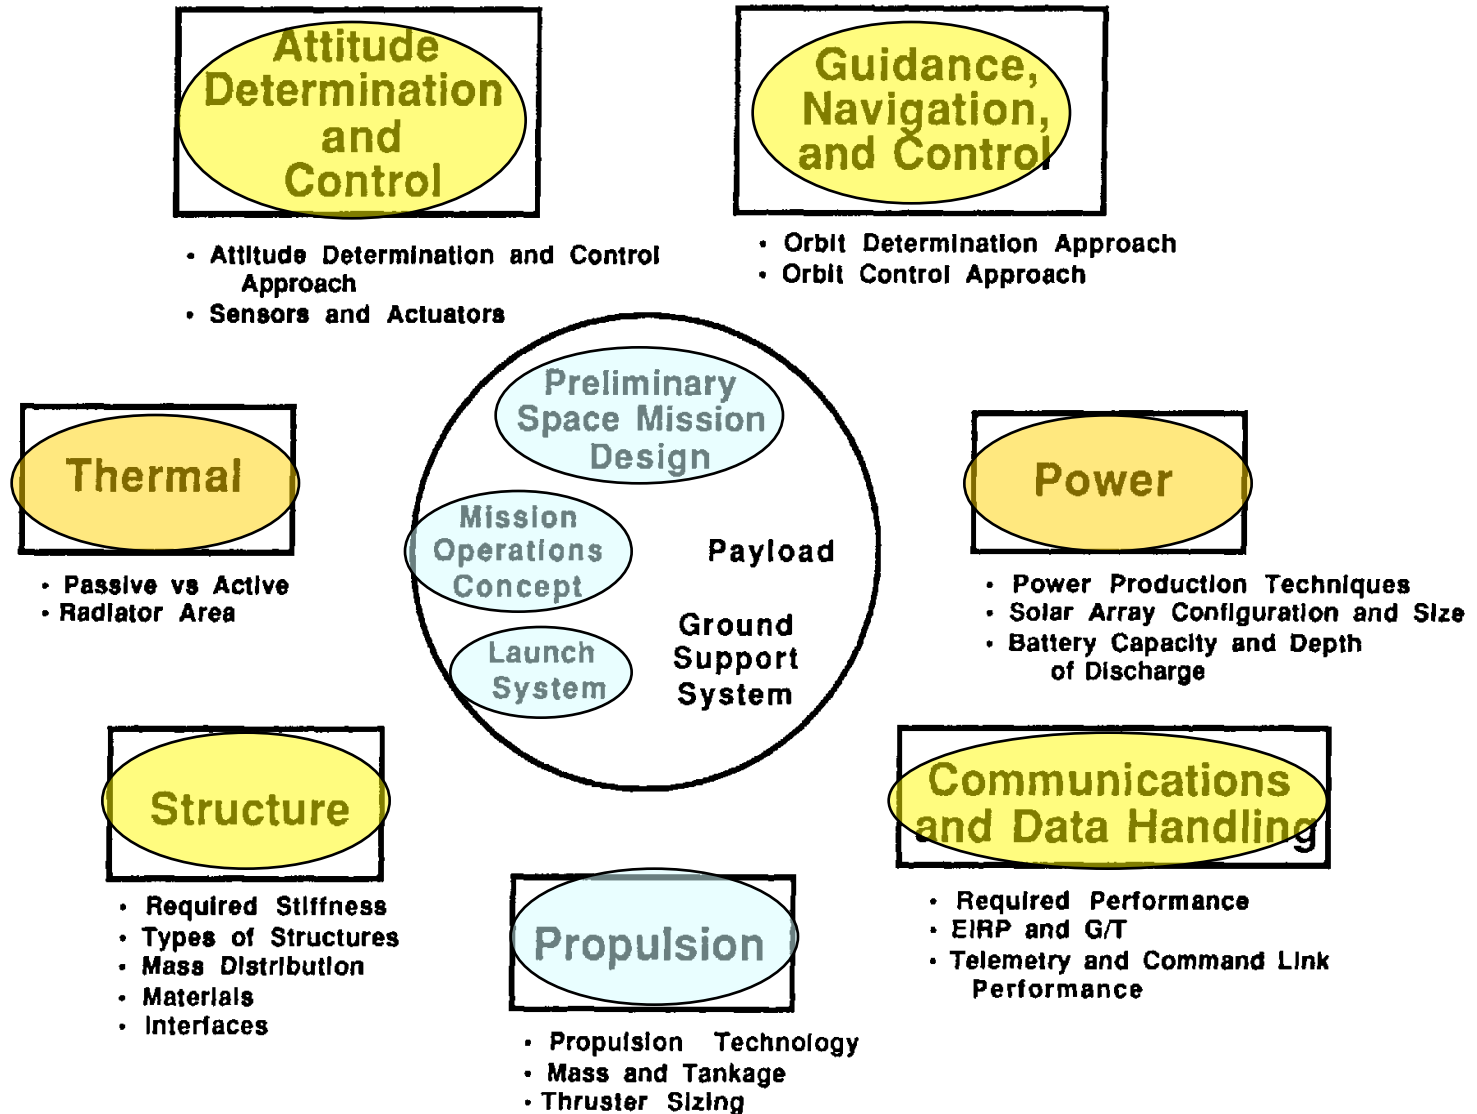 Attitude
Determination
and
Control
• Attitude Determination and Control
Approach
• Sensors and Actuators
Guidance,
Navigation,
and Control
• Orbit Determination Approach
• Orbit Control Approach
Preliminary
Space Mission
Design
Mission
Operations
Concept
Launch
System
Payload
Ground
Support
System
Thermal
• Passive vs Active
• Radiator Area
Power
• Power Production Techniques
• Solar Array Configuration and Size
• Battery Capacity and Depth
of Discharge
Structure
• Required Stiffness
• Types of Structures
• Mass Distribution
• Materials
• Interfaces
Propulsion
• Propulsion Technology
• Mass and Tankage
• Thruster Sizing
Communications
and Data Handling
• Required Performance
• EIRP and G/T
• Telemetry and Command Link
Performance